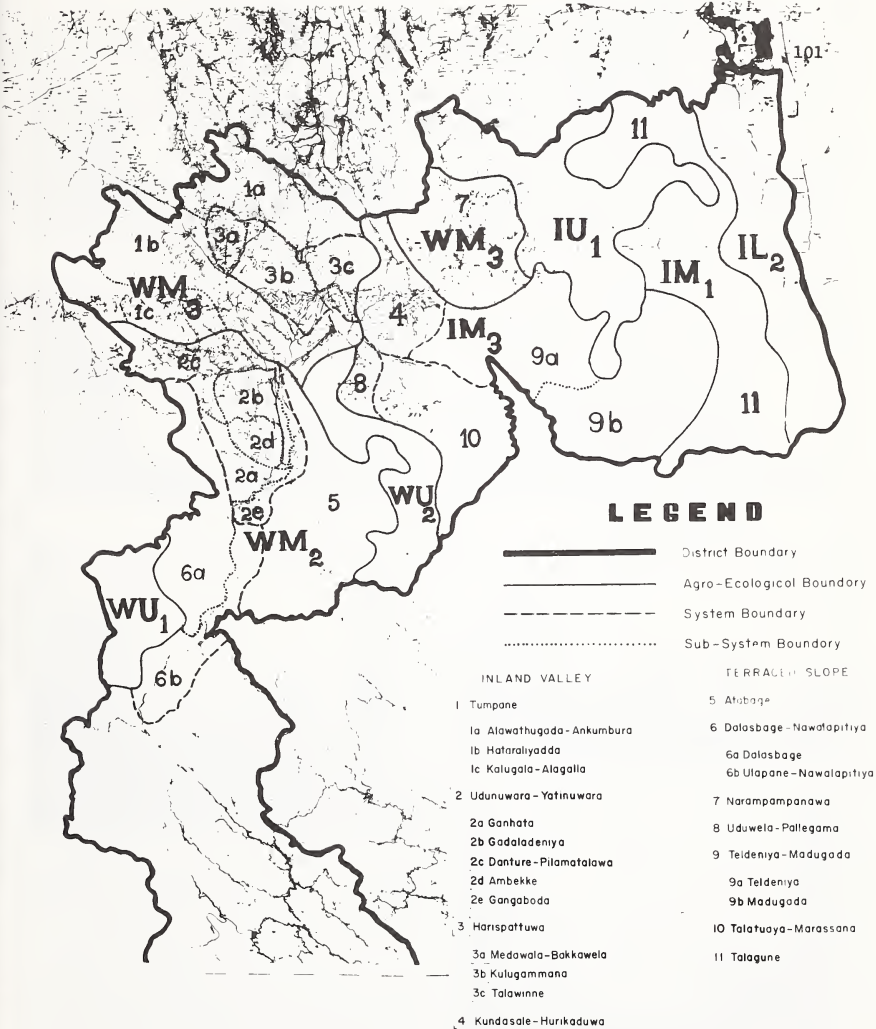 101
11
1a
7
3a
WM3
IU1
1b
3b
3c
IL2
IM1
WM3
1c
4
IM3
2c
9a
8
2b
11
9b
10
2d
2a
5
WU2
2e
WM2
6a
WU1
6b
LEGEND
District Boundary
Agro-Ecological Boundary
System Boundary
Sub-System Boundary
INLAND VALLEY
1 Tumpane
1a Alawathugoda-Ankumbura
1b Hataraliyadda
1c Kalugala-Alagalla
2 Udunuwara-Yatinuwara
2a Ganhata
2b Gadaladeniya
2c Danture-Pilamatalawa
2d Ambekke
2e Gangaboda
3 Harispattuwa
3a Medawala-Bakkawela
3b Kulugammana
3c Talawinne
4 Kundasale-Hurikaduwa
TERRACED SLOPE
5 Atabage
6 Dolosbage-Nawalapitiya
6a Dolosbage
6b Ulapane-Nawalapitiya
7 Narampampanawa
8 Uduwela-Pallegama
9 Teldeniya-Madugada
9a Teldeniya
9b Madugada
10 Talatuoya-Marassana
11 Talagune